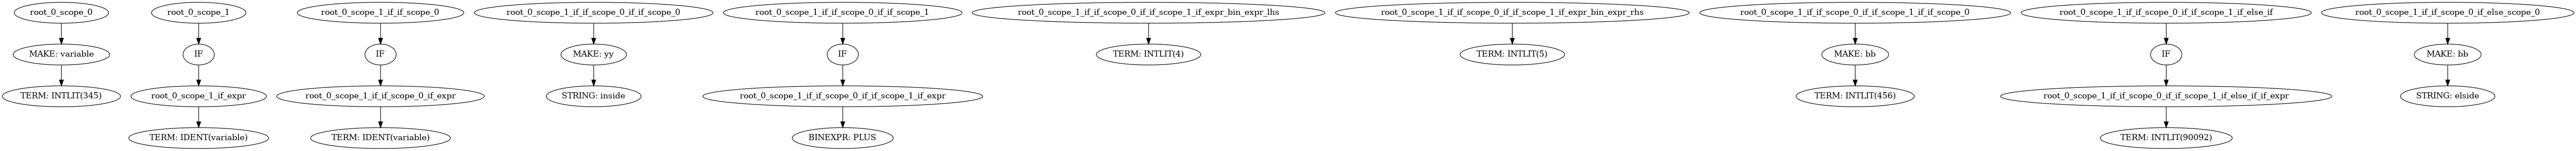 root_0_scope_0
MAKE: variable
TERM: INTLIT(345)
root_0_scope_1
IF
root_0_scope_1_if_expr
TERM: IDENT(variable)
root_0_scope_1_if_if_scope_0
IF
root_0_scope_1_if_if_scope_0_if_expr
TERM: IDENT(variable)
root_0_scope_1_if_if_scope_0_if_if_scope_0
MAKE: yy
STRING: inside
root_0_scope_1_if_if_scope_0_if_if_scope_1
IF
root_0_scope_1_if_if_scope_0_if_if_scope_1_if_expr
BINEXPR: PLUS
root_0_scope_1_if_if_scope_0_if_if_scope_1_if_expr_bin_expr_lhs
TERM: INTLIT(4)
root_0_scope_1_if_if_scope_0_if_if_scope_1_if_expr_bin_expr_rhs
TERM: INTLIT(5)
root_0_scope_1_if_if_scope_0_if_if_scope_1_if_if_scope_0
MAKE: bb
TERM: INTLIT(456)
root_0_scope_1_if_if_scope_0_if_if_scope_1_if_else_if
IF
root_0_scope_1_if_if_scope_0_if_if_scope_1_if_else_if_if_expr
TERM: INTLIT(90092)
root_0_scope_1_if_if_scope_0_if_else_scope_0
MAKE: bb
STRING: elside